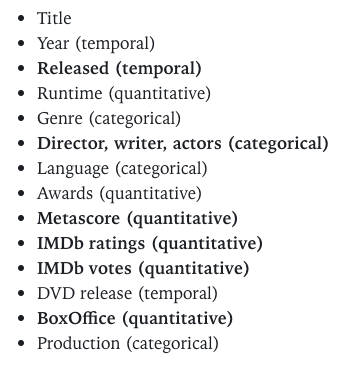 • Title
• Year (temporal)
• Released (temporal)
• Runtime (quantitative)
• Genre (categorical)
• Director, writer, actors (categorical)
• Language (categorical)
• Awards (quantitative)
• Metascore (quantitative)
• IMDb ratings (quantitative)
• IMDb votes (quantitative)
• DVD release (temporal)
• BoxOffice (quantitative)
• Production (categorical)